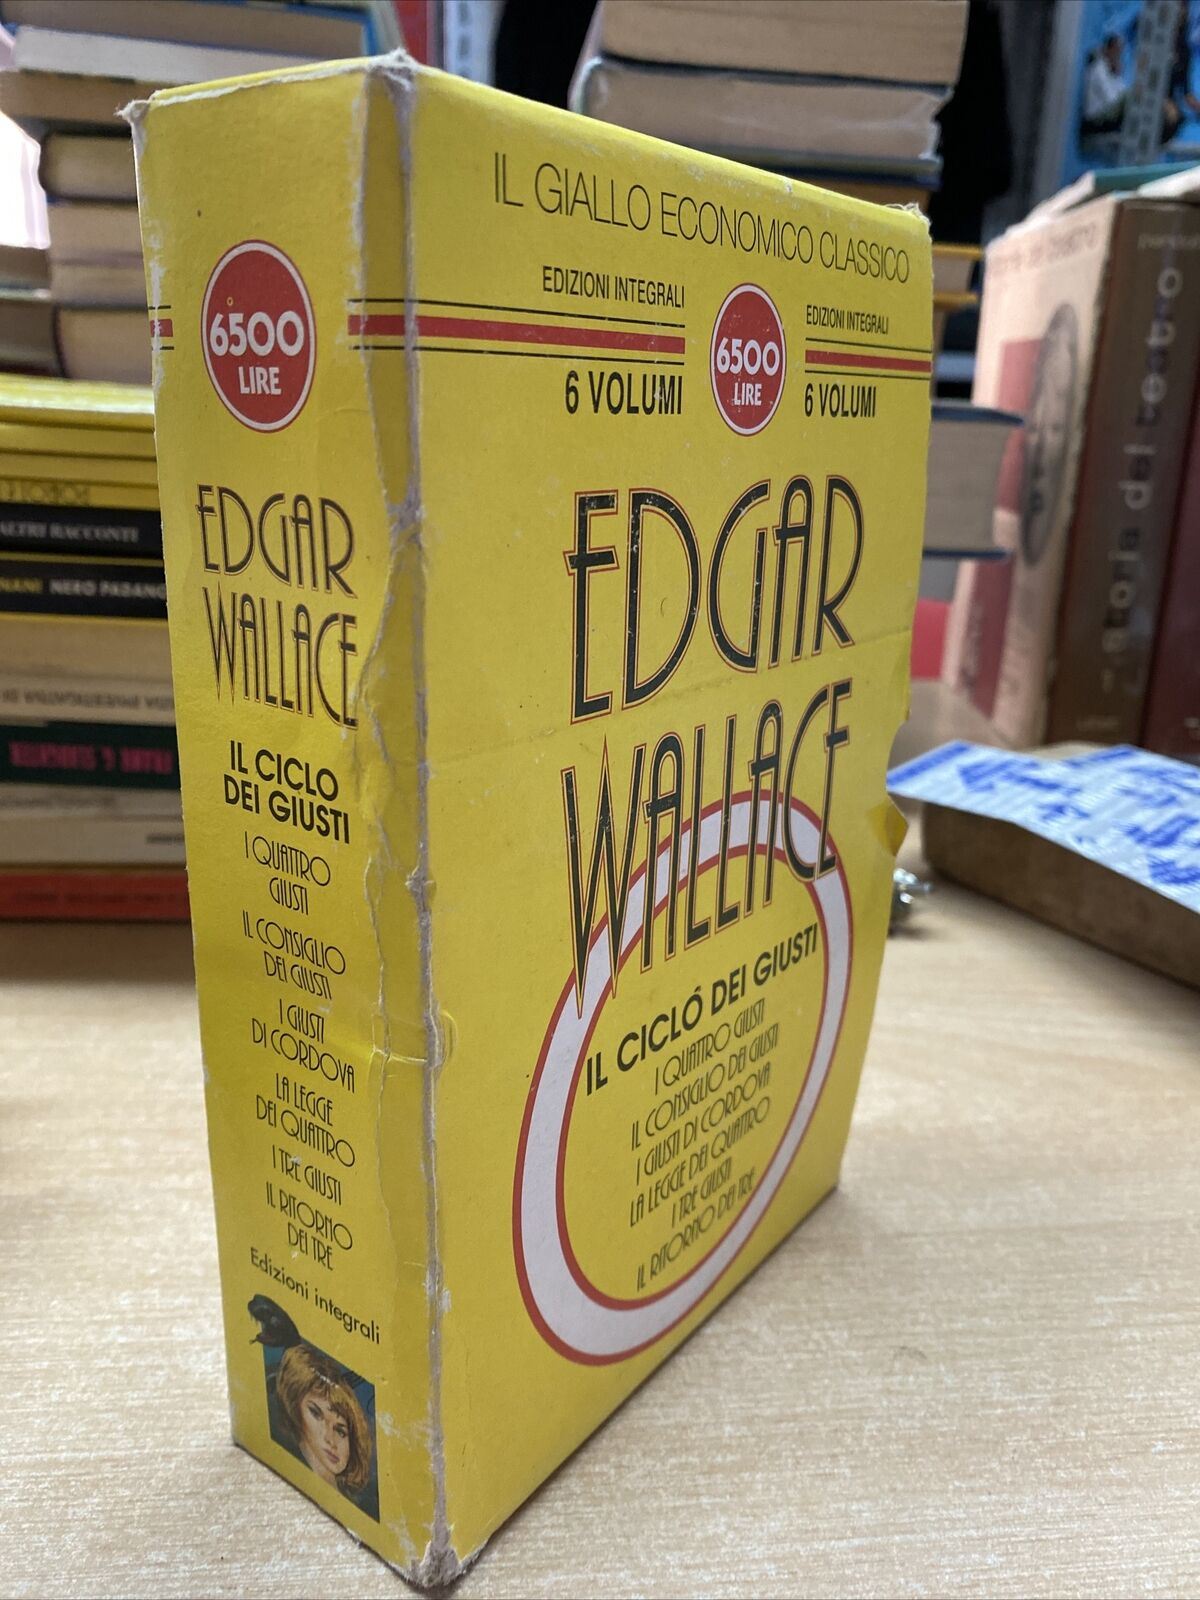 6500
LIRE
EDGAR
WALLACE
IL CICLO
DEI GIUSTI
I QUATTRO
GIUSTI
IL CONSIGLIO
DEI GIUSTI
I GIUSTI
DI CORDOVA
LA LEGGE
DEI QUATTRO
I TRE GIUSTI
IL RITORNO
DEI TRE
Edizioni integrali
IL GIALLO ECONOMICO CLASSICO
EDIZIONI INTEGRALI
6 VOLUMI
6500
LIRE
EDIZIONI INTEGRALI
6 VOLUMI
EDGAR
WALLACE
IL CICLO DEI GIUSTI
I QUATTRO GIUSTI
IL CONSIGLIO DEI GIUSTI
I GIUSTI DI CORDOVA
LA LEGGE DEI QUATTRO
I TRE GIUSTI
IL RITORNO DEI TRE
ALTRI RACCONTI
NERO PADANO
storia del teatro